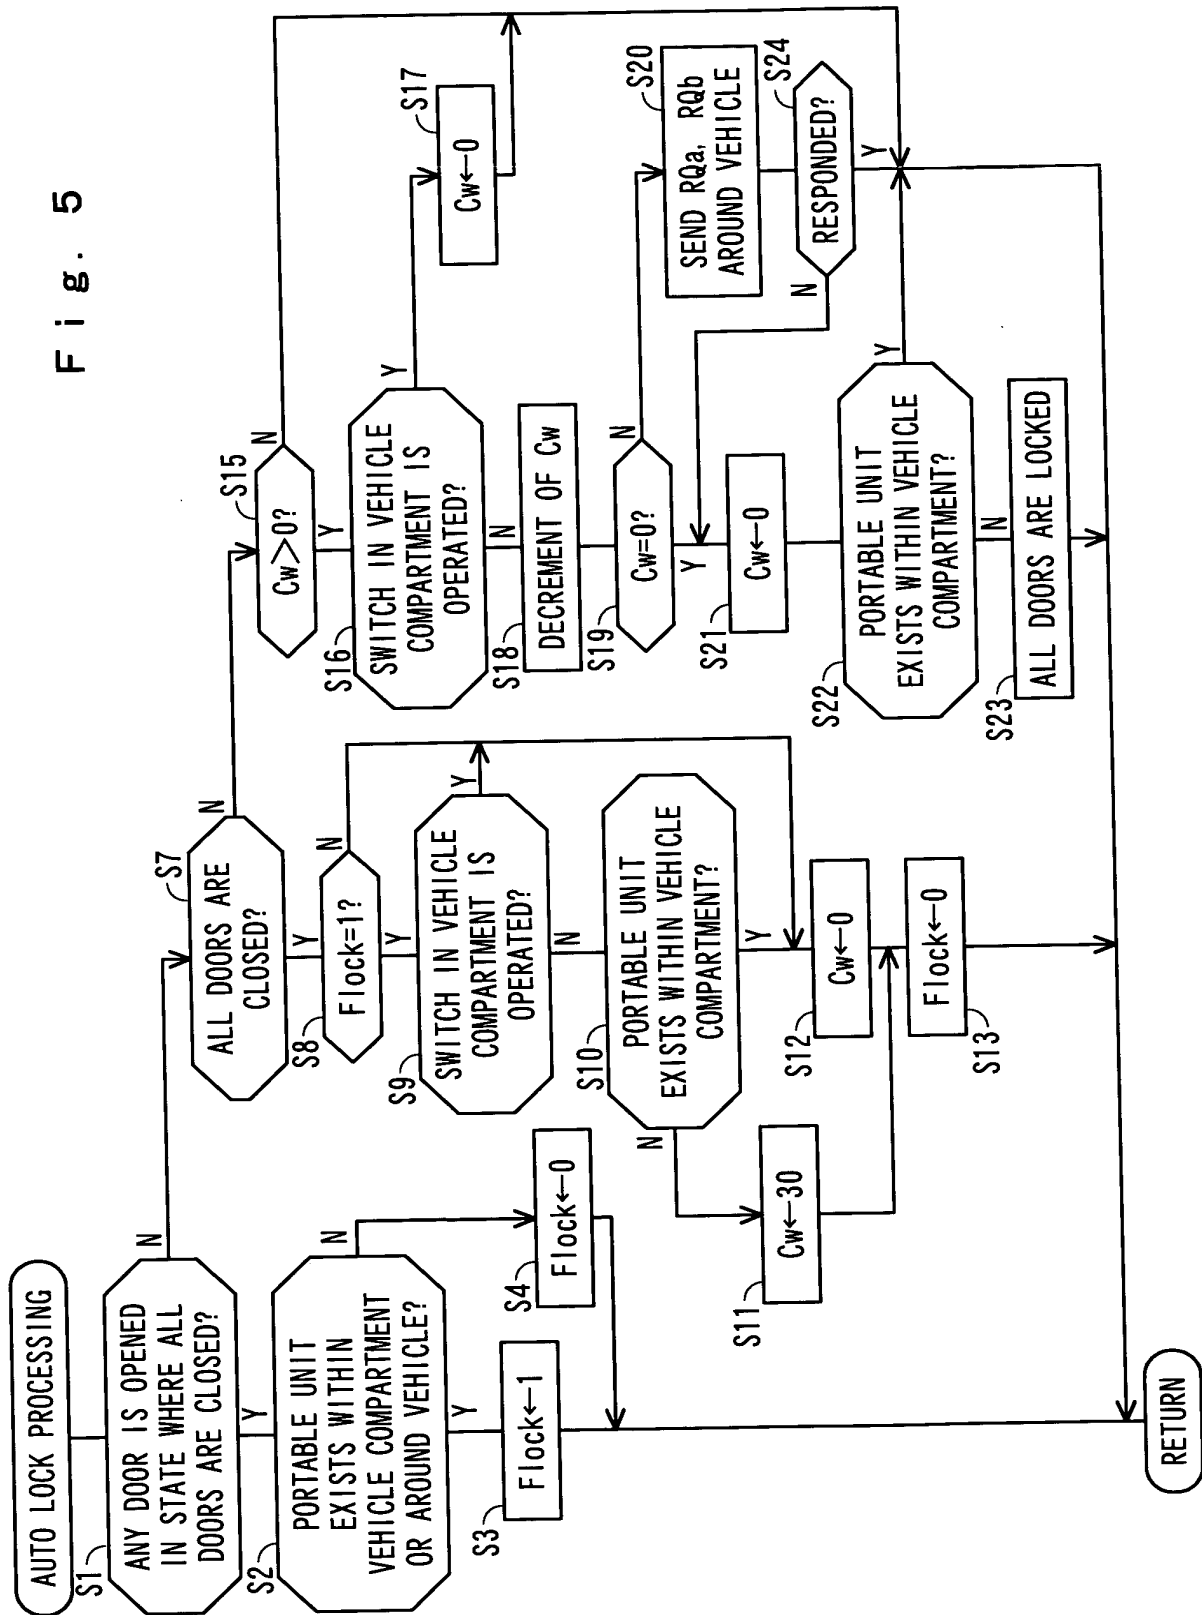 Fig. 5
AUTO LOCK PROCESSING
S1
ANY DOOR IS OPENED
IN STATE WHERE ALL
DOORS ARE CLOSED?
N
Y
S2
PORTABLE UNIT
EXISTS WITHIN
VEHICLE COMPARTMENT
OR AROUND VEHICLE?
N
Y
S3
Flock←1
S4
Flock←0
S7
ALL DOORS ARE
CLOSED?
N
Y
S8
Flock=1?
N
Y
S9
SWITCH IN VEHICLE
COMPARTMENT IS
OPERATED?
Y
N
S10
PORTABLE UNIT
EXISTS WITHIN VEHICLE
COMPARTMENT?
N
Y
S11
Cw←30
S12
Cw←0
S13
Flock←0
S15
Cw>0?
N
Y
S16
SWITCH IN VEHICLE
COMPARTMENT IS
OPERATED?
Y
N
S17
Cw←0
S18
DECREMENT OF Cw
S19
Cw=0?
N
Y
S20
SEND RQa, RQb
AROUND VEHICLE
S24
RESPONDED?
N
Y
S21
Cw←0
S22
PORTABLE UNIT
EXISTS WITHIN VEHICLE
COMPARTMENT?
Y
N
S23
ALL DOORS ARE LOCKED
RETURN